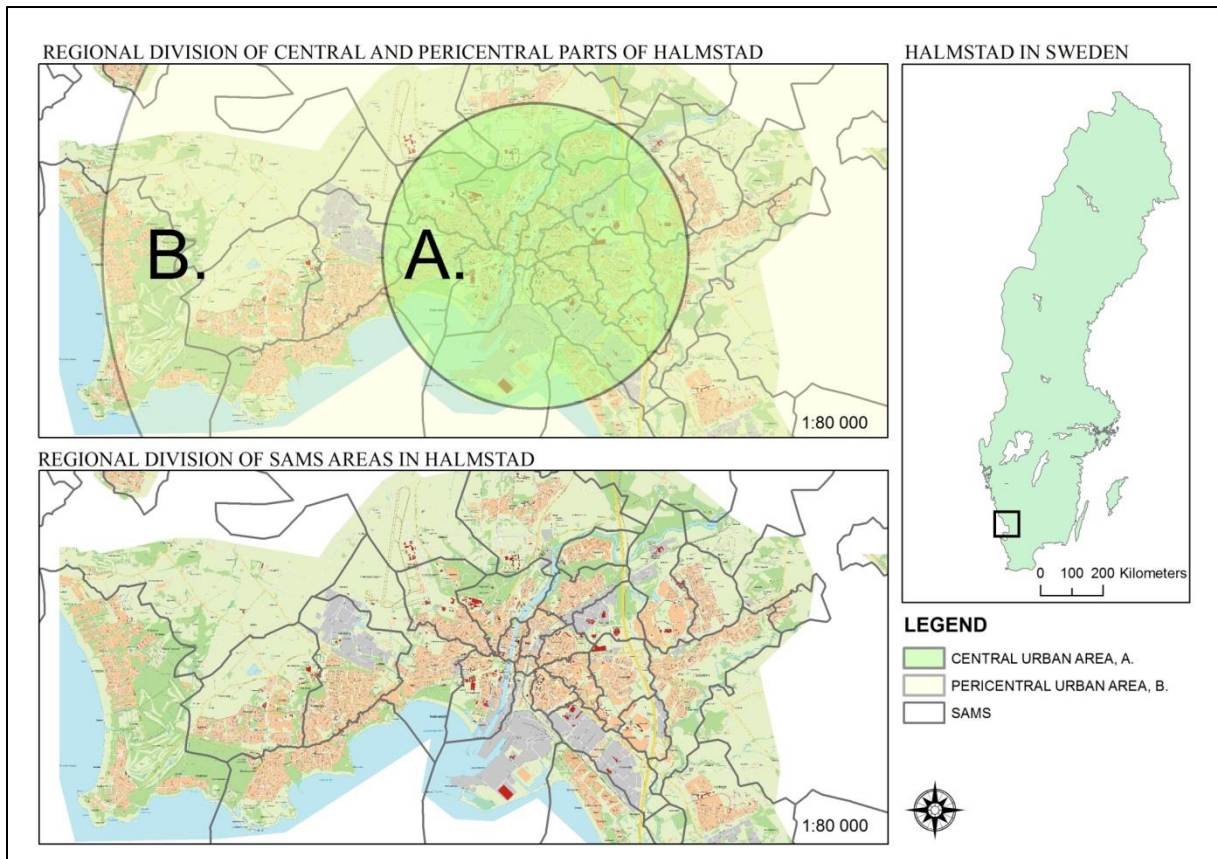 REGIONAL DIVISION OF CENTRAL AND PERICENTRAL PARTS OF HALMSTAD
B.
A.
1:80 000
REGIONAL DIVISION OF SAMS AREAS IN HALMSTAD
1:80 000
HALMSTAD IN SWEDEN
0 100 200 Kilometers
LEGEND
CENTRAL URBAN AREA, A.
PERICENTRAL URBAN AREA, B.
SAMS